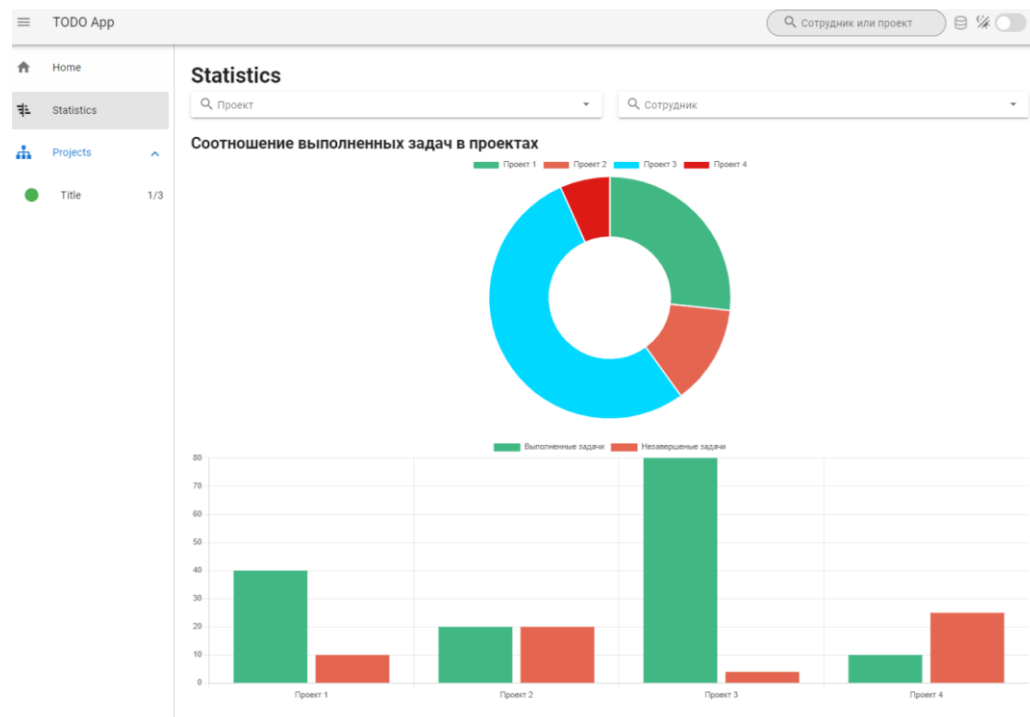 TODO App
Сотрудник или проект
Home
Statistics
Projects
Title 1/3
Statistics
Проект Сотрудник
Соотношение выполненных задач в проектах
Проект 1 Проект 2 Проект 3 Проект 4
Выполненные задачи Незавершеные задачи
80
70
60
50
40
30
20
10
0
Проект 1 Проект 2 Проект 3 Проект 4